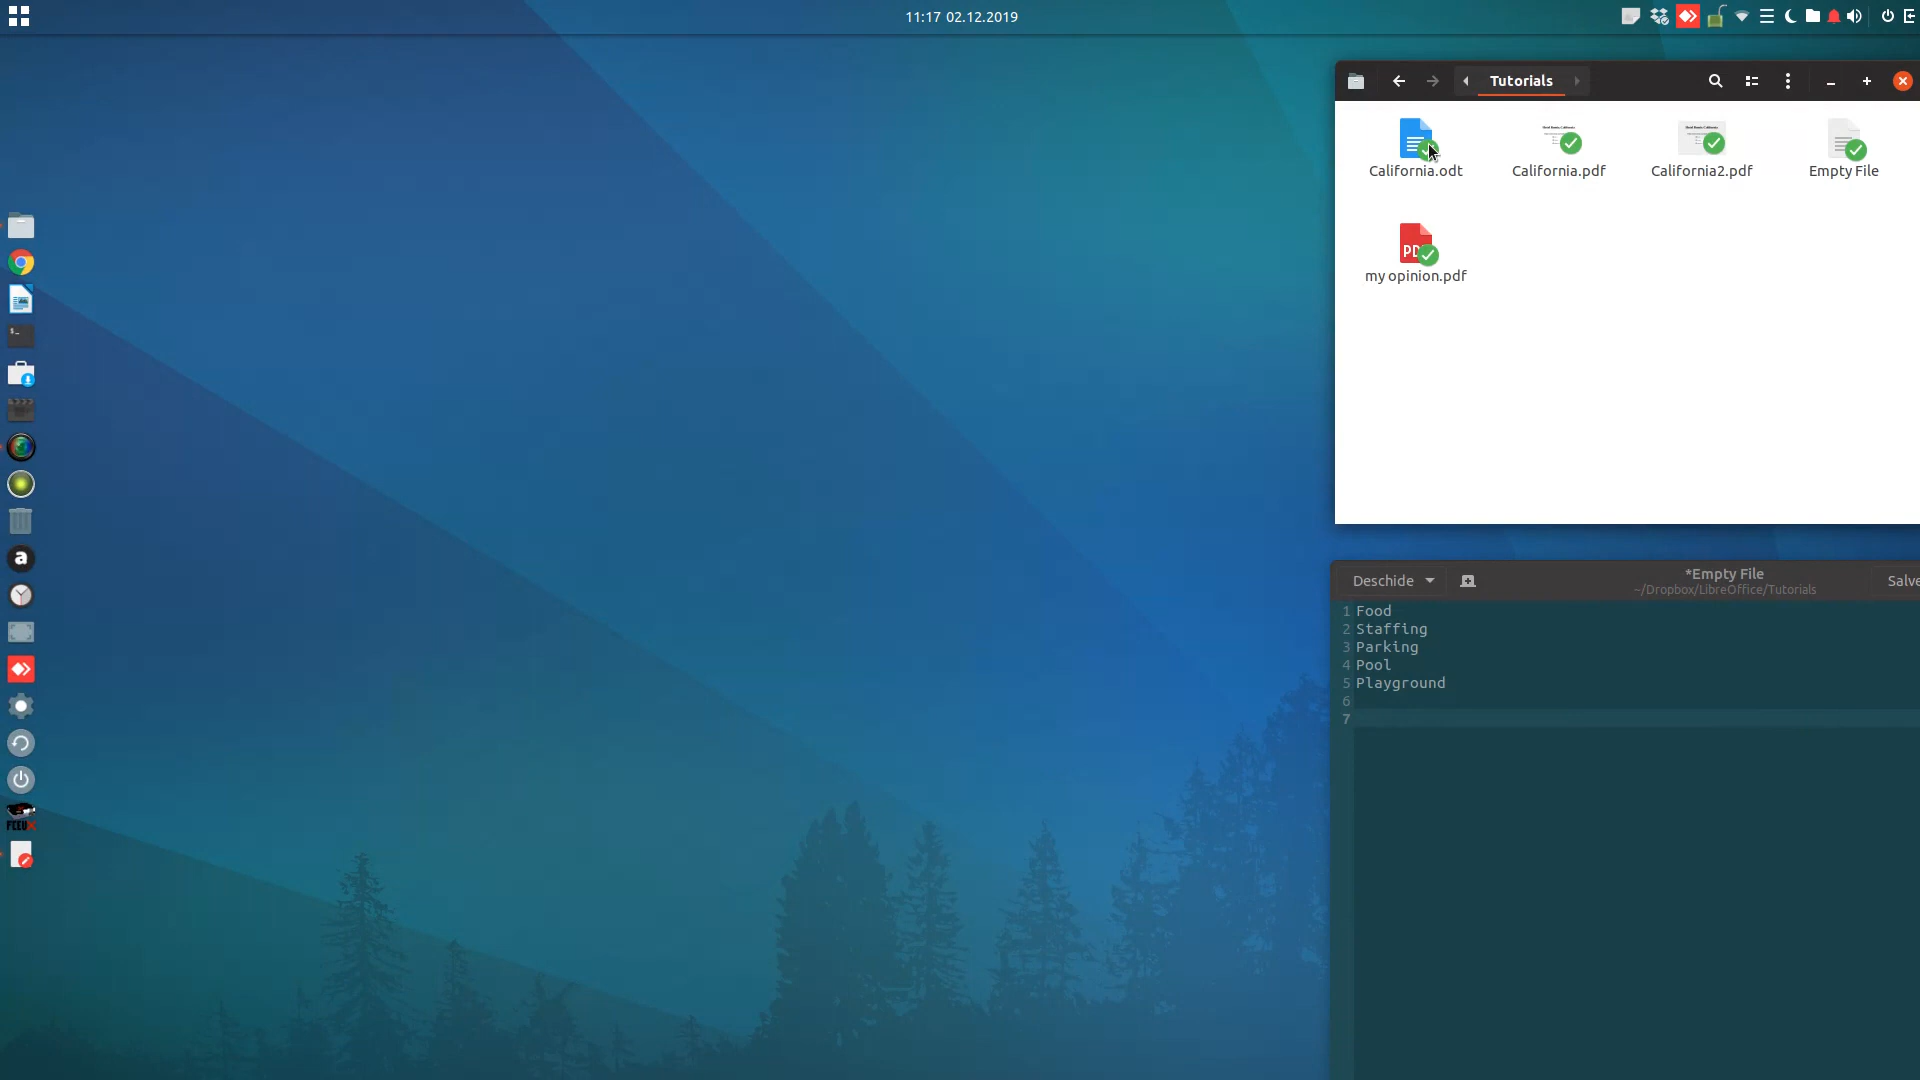 11:17 02.12.2019
Tutorials
California.odt
California.pdf
California2.pdf
Empty File
PD
my opinion.pdf
Deschide
*Empty File
~/Dropbox/LibreOffice/Tutorials
Salve
1 Food
2 Staffing
3 Parking
4 Pool
5 Playground
6
7
$-
a